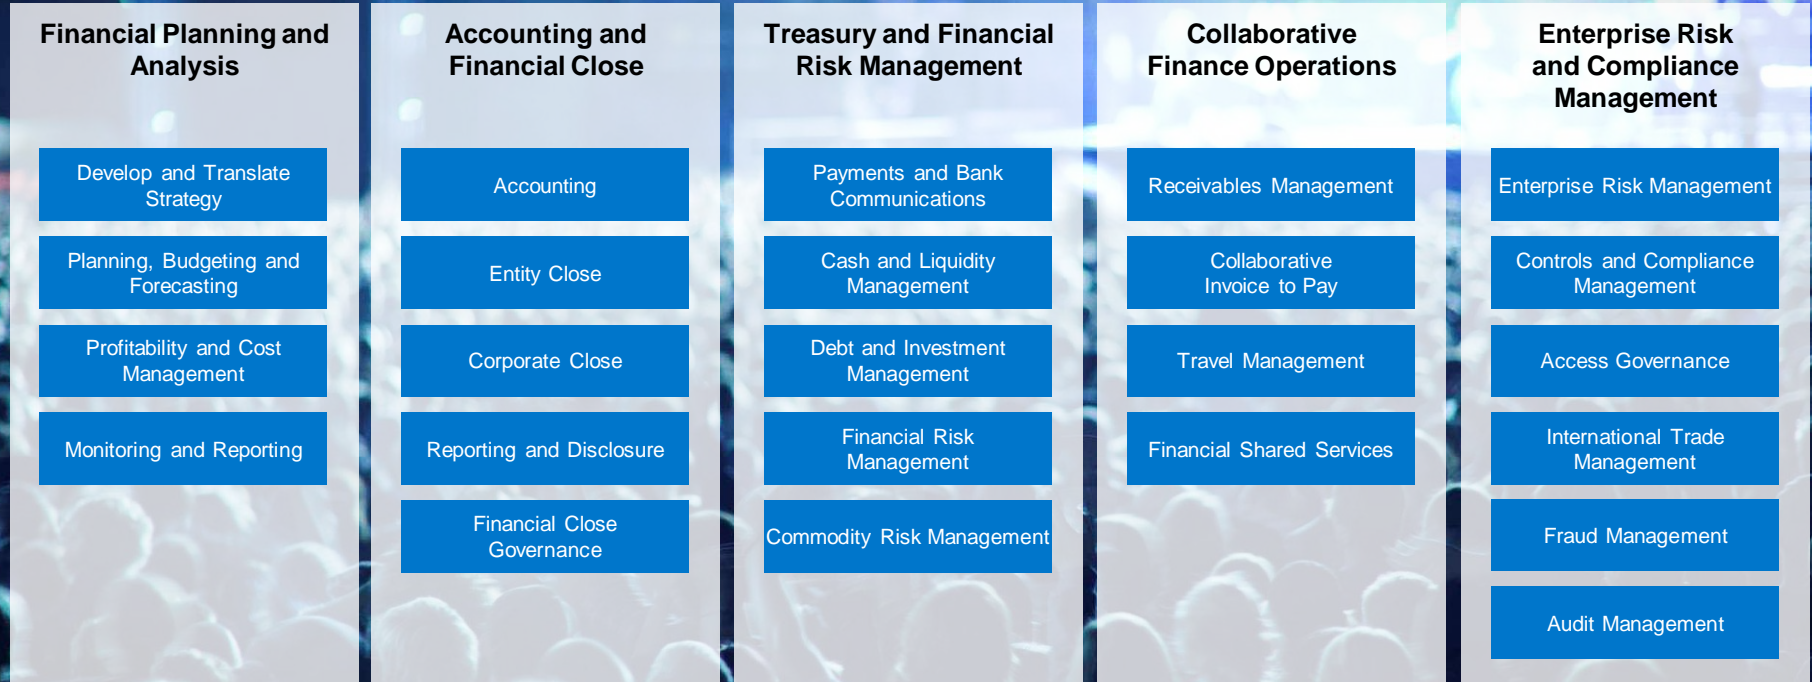 Financial Planning and
Analysis
Develop and Translate
Strategy
Planning, Budgeting and
Forecasting
Profitability and Cost
Management
Monitoring and Reporting
Accounting and
Financial Close
Accounting
Entity Close
Corporate Close
Reporting and Disclosure
Financial Close
Governance
Treasury and Financial
Risk Management
Payments and Bank
Communications
Cash and Liquidity
Management
Debt and Investment
Management
Financial Risk
Management
Commodity Risk Management
Collaborative
Finance Operations
Receivables Management
Collaborative
Invoice to Pay
Travel Management
Financial Shared Services
Enterprise Risk
and Compliance
Management
Enterprise Risk Management
Controls and Compliance
Management
Access Governance
International Trade
Management
Fraud Management
Audit Management